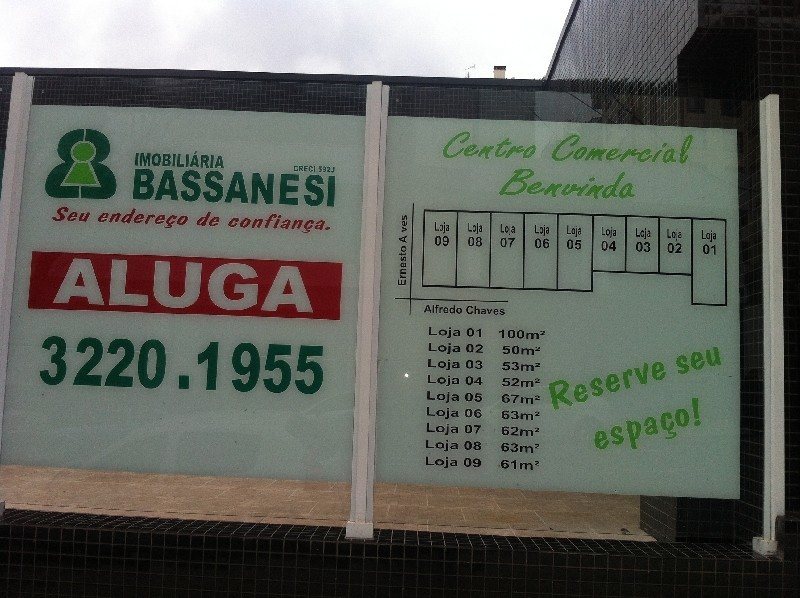 IMOBILIÁRIA
CRECI 592J
BASSANESI
Seu endereço de confiança.
ALUGA
3220.1955
Centro Comercial
Benvinda
Ernesto Alves
Loja 09
Loja 08
Loja 07
Loja 06
Loja 05
Loja 04
Loja 03
Loja 02
Loja 01
Alfredo Chaves
Loja 01 100m²
Loja 02 50m²
Loja 03 53m²
Loja 04 52m²
Loja 05 67m²
Loja 06 63m²
Loja 07 62m²
Loja 08 63m²
Loja 09 61m²
Reserve seu
espaço!